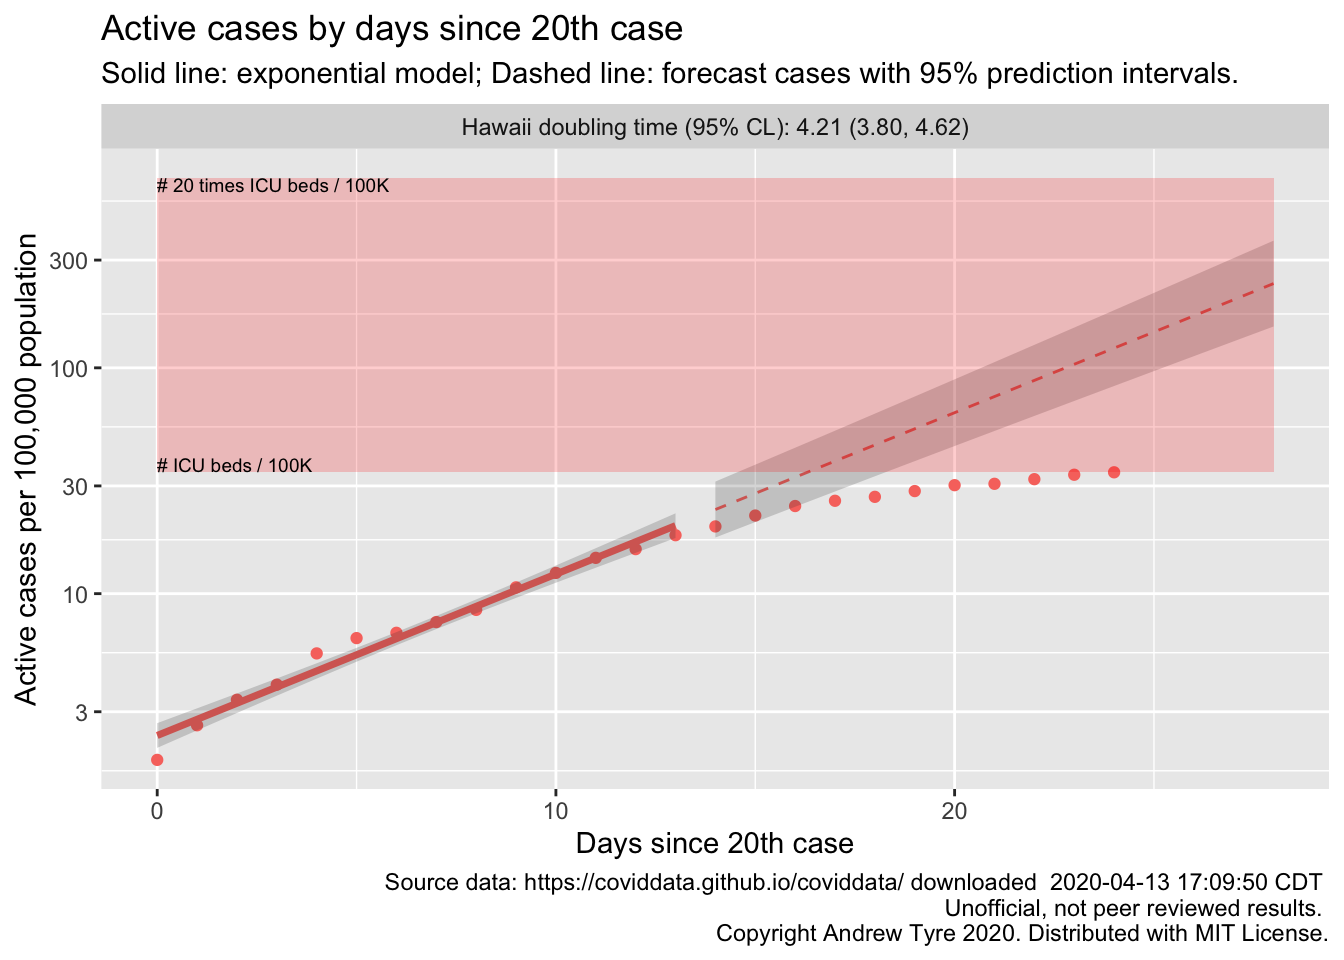 Active cases by days since 20th case
Solid line: exponential model; Dashed line: forecast cases with 95% prediction intervals.
Hawaii doubling time (95% CL): 4.21 (3.80, 4.62)
# 20 times ICU beds / 100K
# ICU beds / 100K
Active cases per 100,000 population
300
100
30
10
3
0
10
20
Days since 20th case
Source data: https://coviddata.github.io/coviddata/ downloaded  2020-04-13 17:09:50 CDT
Unofficial, not peer reviewed results.
Copyright Andrew Tyre 2020. Distributed with MIT License.